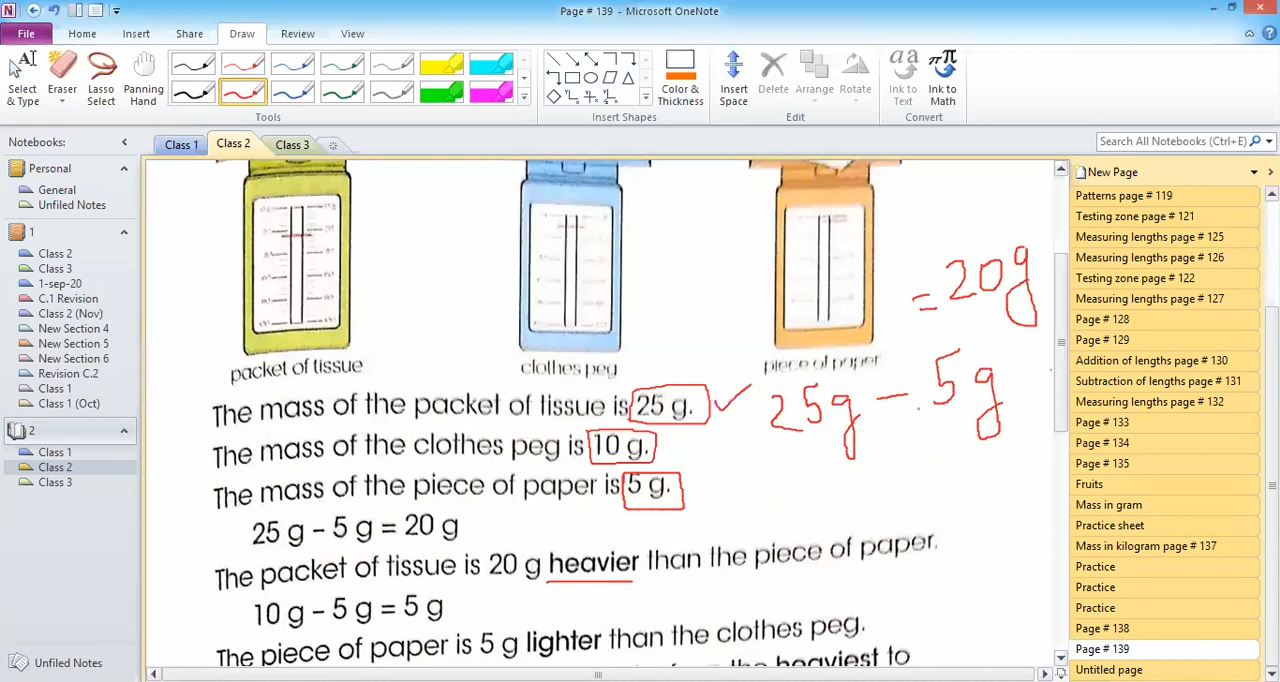 Page # 139 - Microsoft OneNote
File Home Insert Share Draw Review View
Select & Type Eraser Lasso Select Panning Hand Color & Thickness Insert Space Delete Arrange Rotate Ink to Text Ink to Math
Tools Insert Shapes Edit Convert
Notebooks:
Class 1 Class 2 Class 3
Search All Notebooks (Ctrl+E)
Personal
General
Unfiled Notes
1
Class 2
Class 3
1-sep-20
C.1 Revision
Class 2 (Nov)
New Section 4
New Section 5
New Section 6
Revision C.2
Class 1
Class 1 (Oct)
2
Class 1
Class 2
Class 3
Unfiled Notes
packet of tissue
clothes peg
piece of paper
= 20g
The mass of the packet of tissue is 25 g.
25g - 5g
The mass of the clothes peg is 10 g.
The mass of the piece of paper is 5 g.
25 g – 5 g = 20 g
The packet of tissue is 20 g heavier than the piece of paper.
10 g – 5 g = 5 g
The piece of paper is 5 g lighter than the clothes peg.
the heaviest to
New Page
Patterns page # 119
Testing zone page # 121
Measuring lengths page # 125
Measuring lengths page # 126
Testing zone page # 122
Measuring lengths page # 127
Page # 128
Page # 129
Addition of lengths page # 130
Subtraction of lengths page # 131
Measuring lengths page # 132
Page # 133
Page # 134
Page # 135
Fruits
Mass in gram
Practice sheet
Mass in kilogram page # 137
Practice
Practice
Practice
Page # 138
Page # 139
Untitled page